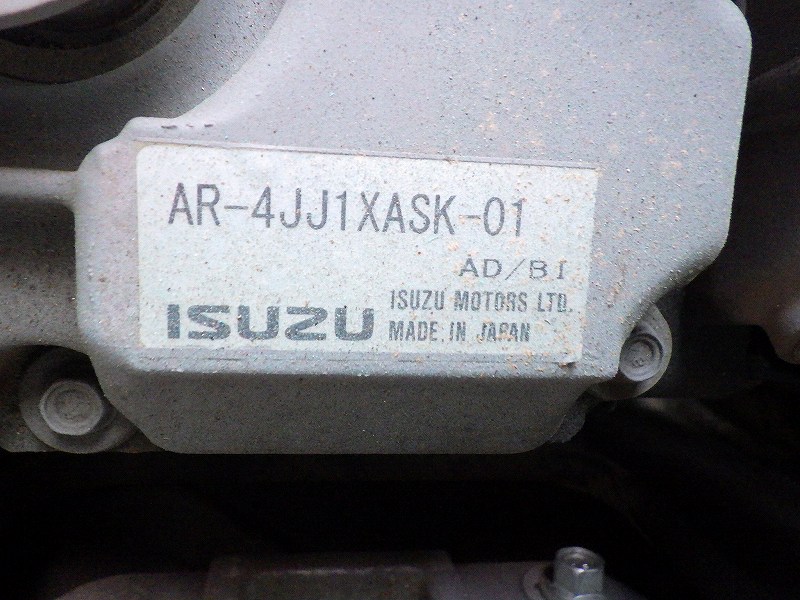 AR-4JJ1XASK-01
AD/BI
ISUZU
ISUZU MOTORS LTD.
MADE IN JAPAN